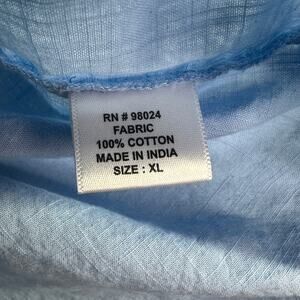 RN # 98024
FABRIC
100% COTTON
MADE IN INDIA
SIZE : XL